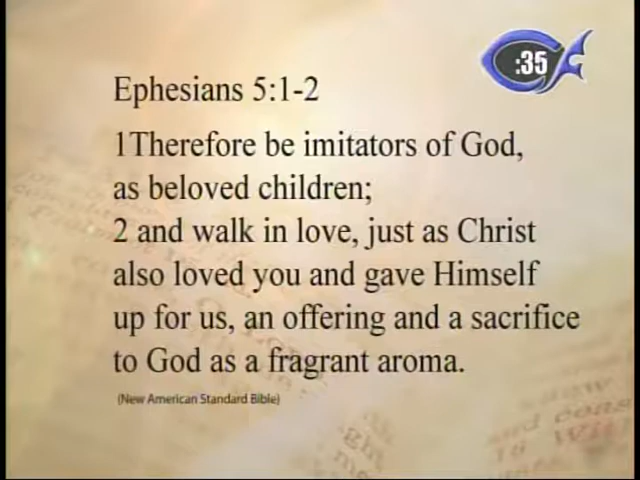 :35
Ephesians 5:1-2
1Therefore be imitators of God,
as beloved children;
2 and walk in love, just as Christ
also loved you and gave Himself
up for us, an offering and a sacrifice
to God as a fragrant aroma.
(New American Standard Bible)